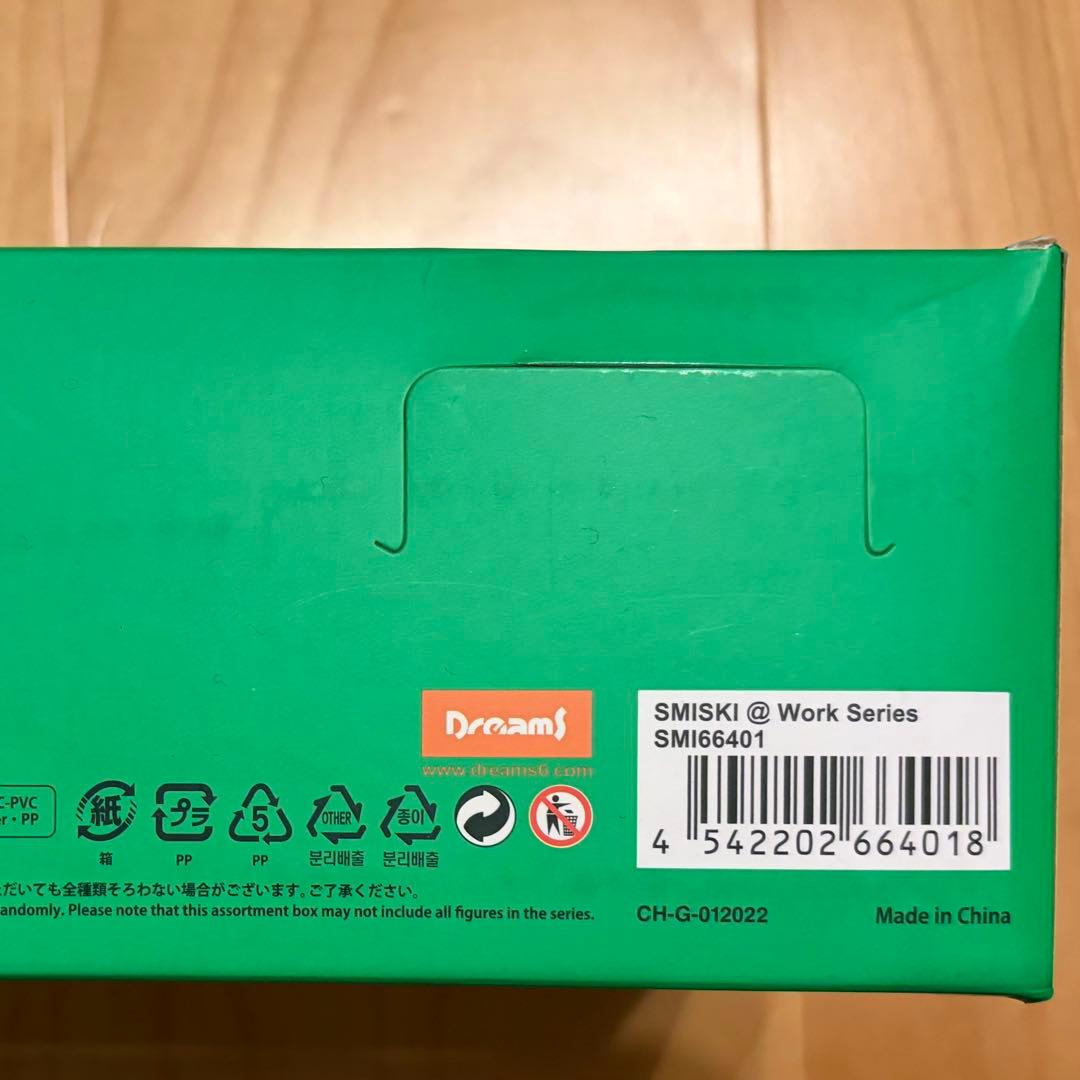 DreamS
www.dreams6.com
SMISKI @ Work Series
SMI66401
4 542202 664018
C-PVC
er・PP
紙
箱
プラ
PP
5
PP
OTHER
분리배출
종이
분리배출
ただいても全種類そろわない場合がございます。ご了承ください。
andomly. Please note that this assortment box may not include all figures in the series.
CH-G-012022
Made in China